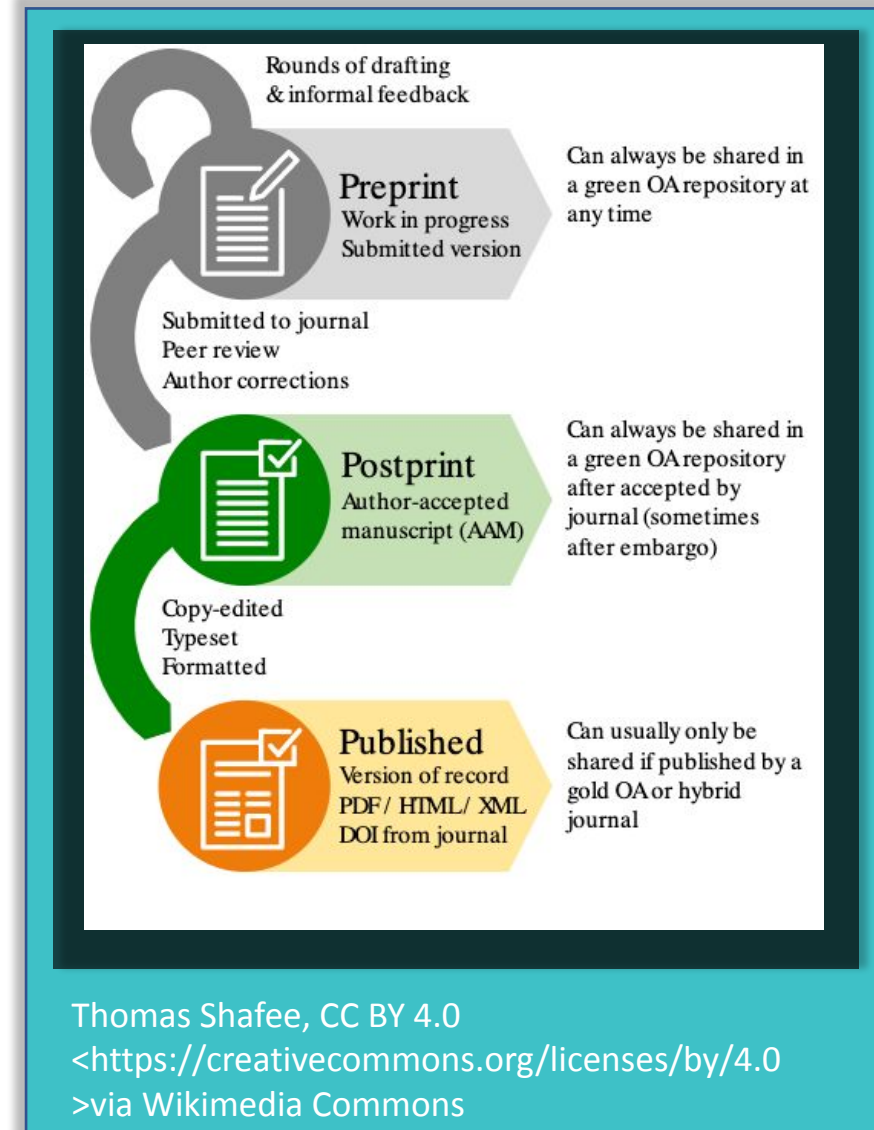 Rounds of drafting
& informal feedback
Preprint
Work in progress
Submitted version
Can always be shared in
a green OA repository at
any time
Submitted to journal
Peer review
Author corrections
Postprint
Author-accepted
manuscript (AAM)
Can always be shared in
a green OA repository
after accepted by
journal (sometimes
after embargo)
Copy-edited
Typeset
Formatted
Published
Version of record
PDF/ HTML/ XML
DOI from journal
Can usually only be
shared if published by a
gold OA or hybrid
journal
Thomas Shafee, CC BY 4.0
<https://creativecommons.org/licenses/by/4.0
>via Wikimedia Commons